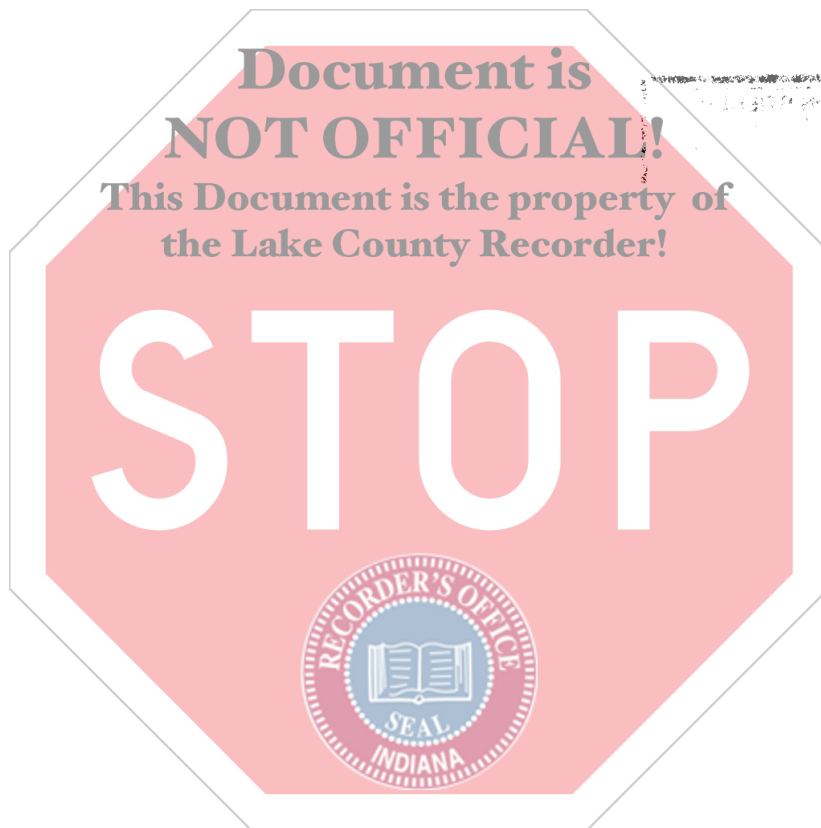 Document is
NOT OFFICIAL!
This Document is the property of
the Lake County Recorder!
STOP
RECORDER'S OFFICE
SEAL
INDIANA